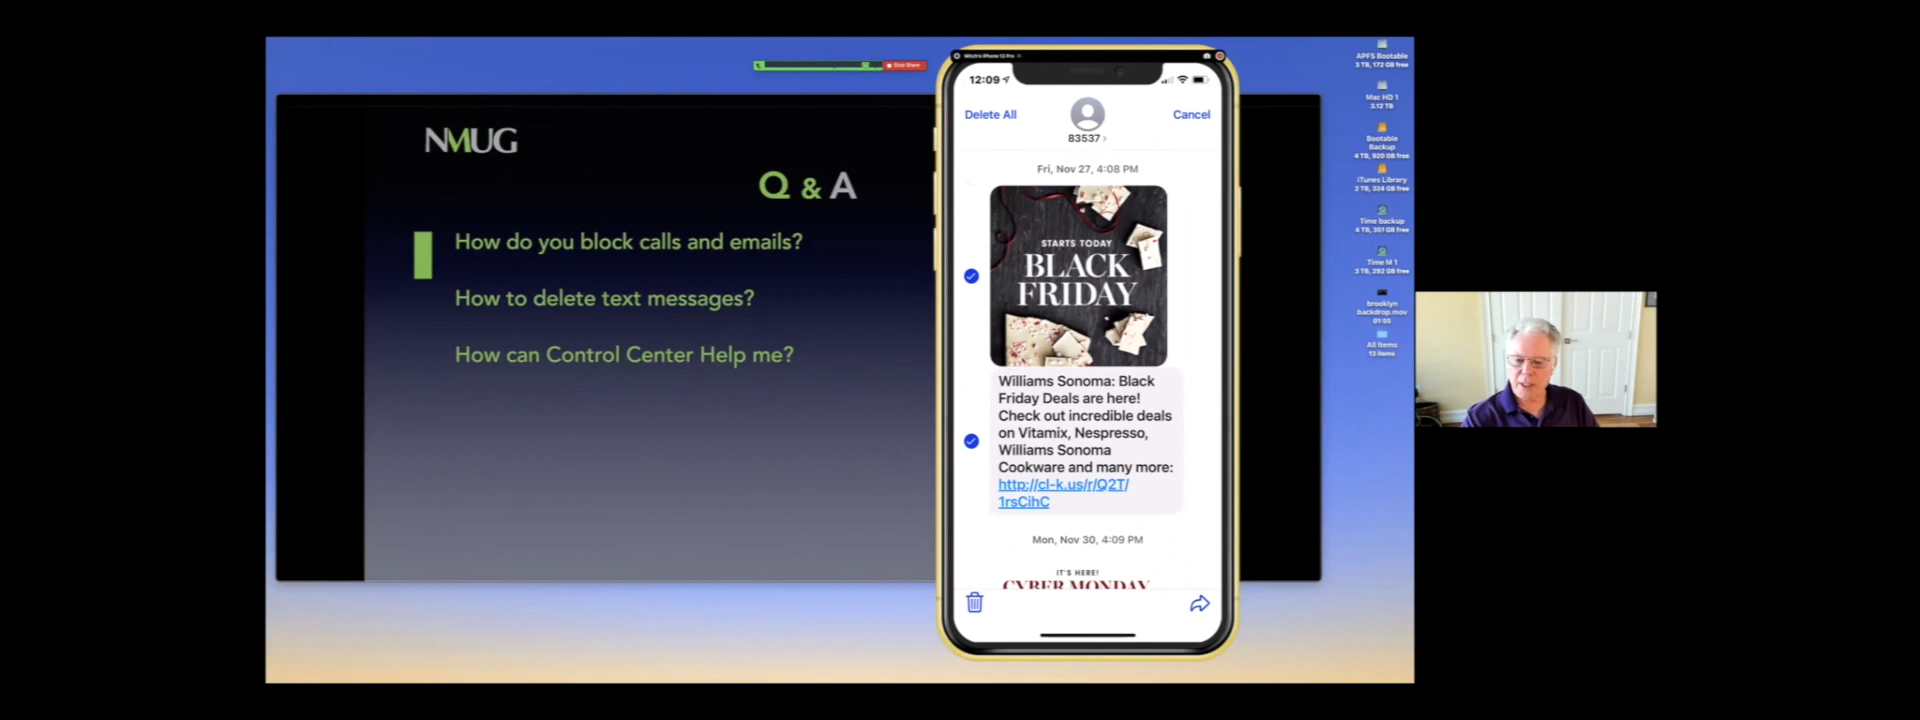 NMUG
Q & A
How do you block calls and emails?
How to delete text messages?
How can Control Center Help me?
Stop Share
Mitch's iPhone 12 Pro
12:09
Delete All
Cancel
83537 >
Fri, Nov 27, 4:08 PM
STARTS TODAY
BLACK
FRIDAY
Williams Sonoma: Black
Friday Deals are here!
Check out incredible deals
on Vitamix, Nespresso,
Williams Sonoma
Cookware and many more:
http://cl-k.us/r/Q2T/
1rsCihC
Mon, Nov 30, 4:09 PM
IT'S HERE!
CYBER MONDAY
APFS Bootable
3 TB, 172 GB free
Mac HD 1
3.12 TB
Bootable
Backup
4 TB, 920 GB free
iTunes Library
2 TB, 324 GB free
Time backup
4 TB, 351 GB free
Time M 1
3 TB, 292 GB free
brooklyn
backdrop.mov
01:55
All Items
13 items